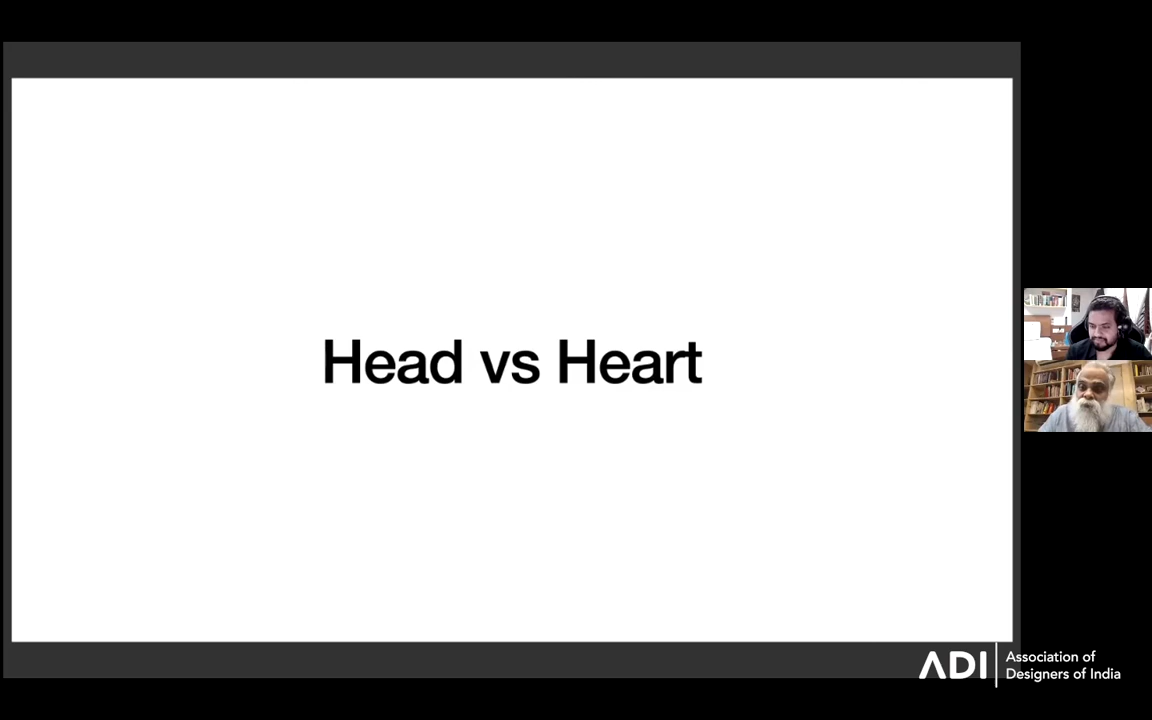 Head vs Heart
ADI
Association of
Designers of India